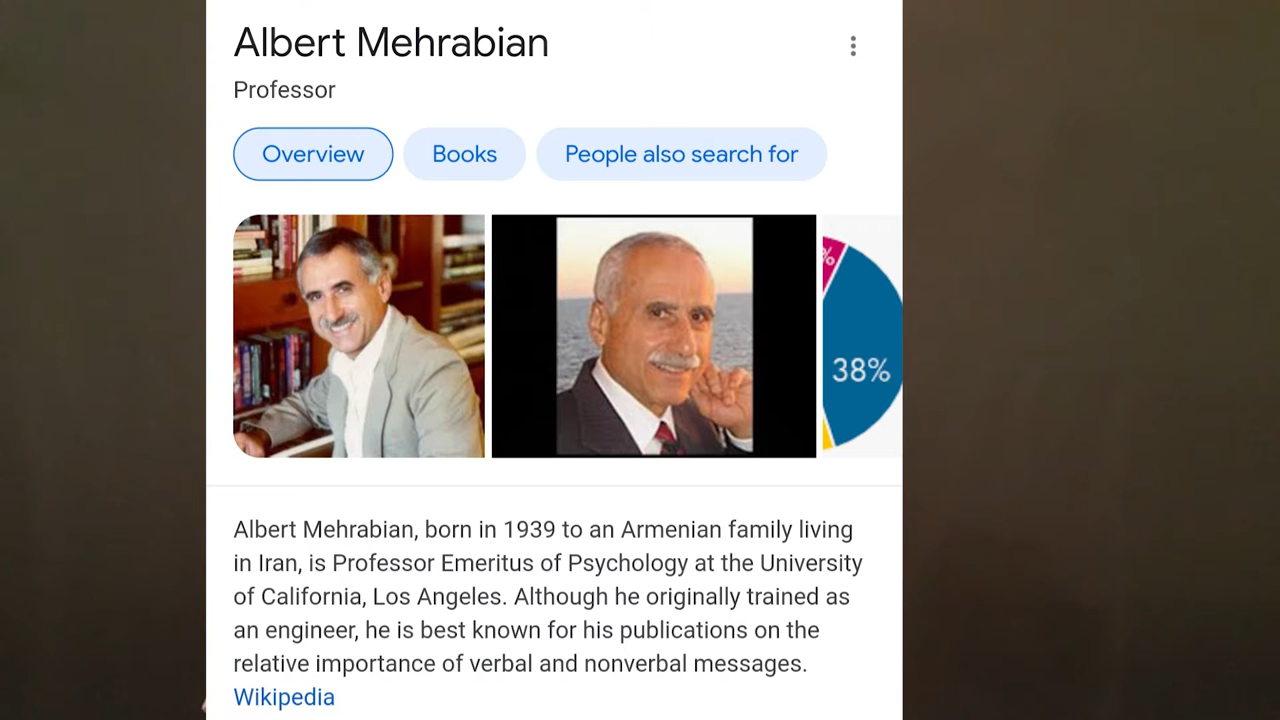 Albert Mehrabian
Professor
Overview
Books
People also search for
%
38%
Albert Mehrabian, born in 1939 to an Armenian family living
in Iran, is Professor Emeritus of Psychology at the University
of California, Los Angeles. Although he originally trained as
an engineer, he is best known for his publications on the
relative importance of verbal and nonverbal messages.
Wikipedia